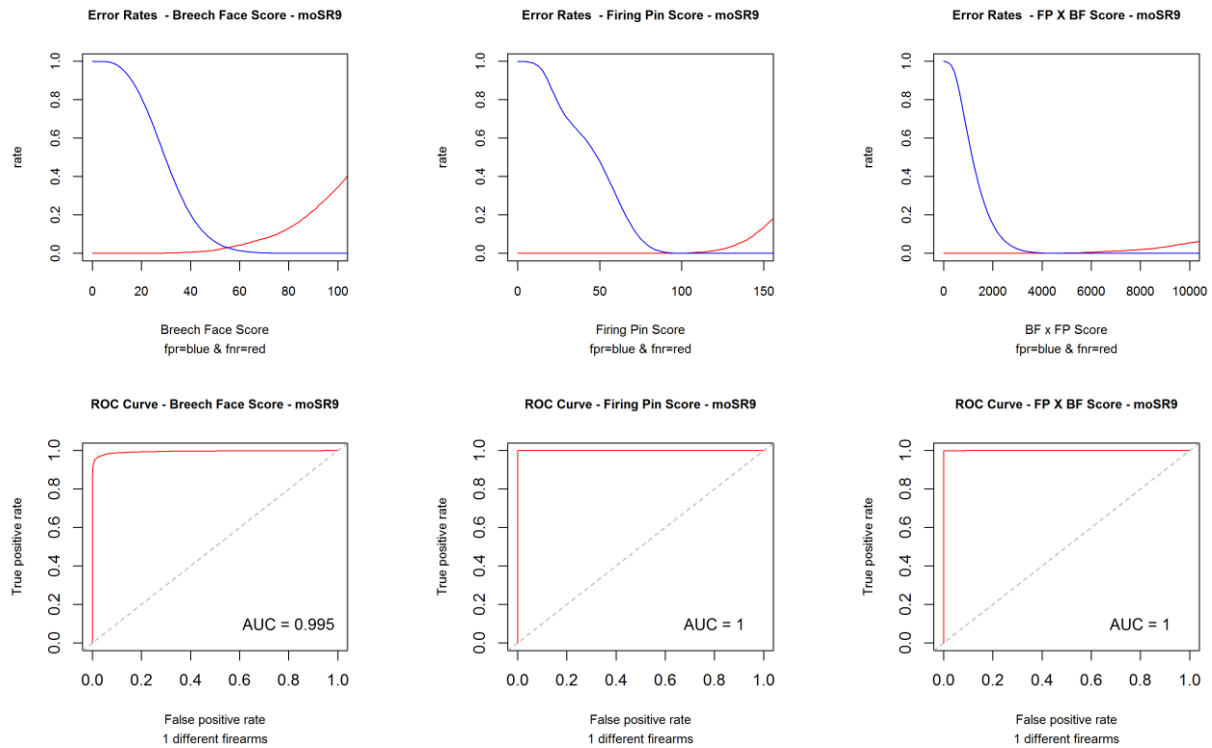 Error Rates  - Breech Face Score - moSR9
rate
0.0 0.2 0.4 0.6 0.8 1.0
0 20 40 60 80 100
Breech Face Score
fpr=blue & fnr=red
Error Rates  - Firing Pin Score - moSR9
rate
0.0 0.2 0.4 0.6 0.8 1.0
0 50 100 150
Firing Pin Score
fpr=blue & fnr=red
Error Rates  - FP X BF Score - moSR9
rate
0.0 0.2 0.4 0.6 0.8 1.0
0 2000 4000 6000 8000 10000
BF x FP Score
fpr=blue & fnr=red
ROC Curve - Breech Face Score - moSR9
True positive rate
0.0 0.2 0.4 0.6 0.8 1.0
AUC = 0.995
0.0 0.2 0.4 0.6 0.8 1.0
False positive rate
1 different firearms
ROC Curve - Firing Pin Score - moSR9
True positive rate
0.0 0.2 0.4 0.6 0.8 1.0
AUC = 1
0.0 0.2 0.4 0.6 0.8 1.0
False positive rate
1 different firearms
ROC Curve - FP X BF Score - moSR9
True positive rate
0.0 0.2 0.4 0.6 0.8 1.0
AUC = 1
0.0 0.2 0.4 0.6 0.8 1.0
False positive rate
1 different firearms